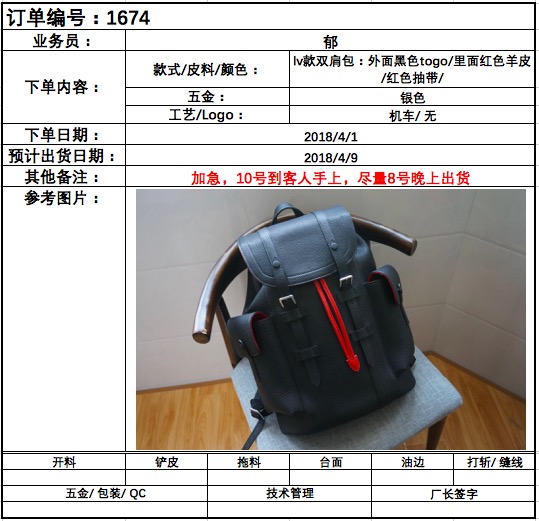 订单编号：1674
业务员：
郁
下单内容：
款式/皮料/颜色：
lv款双肩包：外面黑色togo/里面红色羊皮
/红色抽带/
五金：
银色
工艺/Logo：
机车/ 无
下单日期：
2018/4/1
预计出货日期：
2018/4/9
其他备注：
加急，10号到客人手上，尽量8号晚上出货
参考图片：
开料
铲皮
拖料
台面
油边
打斩/ 缝线
五金/ 包装/ QC
技术管理
厂长签字